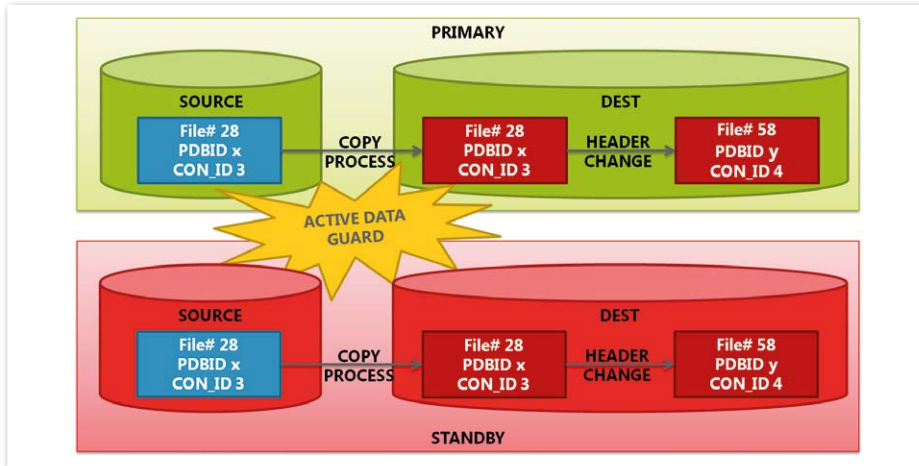 PRIMARY
SOURCE
File# 28
PDBID x
CON_ID 3
COPY
PROCESS
DEST
File# 28
PDBID x
CON_ID 3
HEADER
CHANGE
File# 58
PDBID y
CON_ID 4
ACTIVE DATA
GUARD
SOURCE
File# 28
PDBID x
CON_ID 3
COPY
PROCESS
DEST
File# 28
PDBID x
CON_ID 3
HEADER
CHANGE
File# 58
PDBID y
CON_ID 4
STANDBY